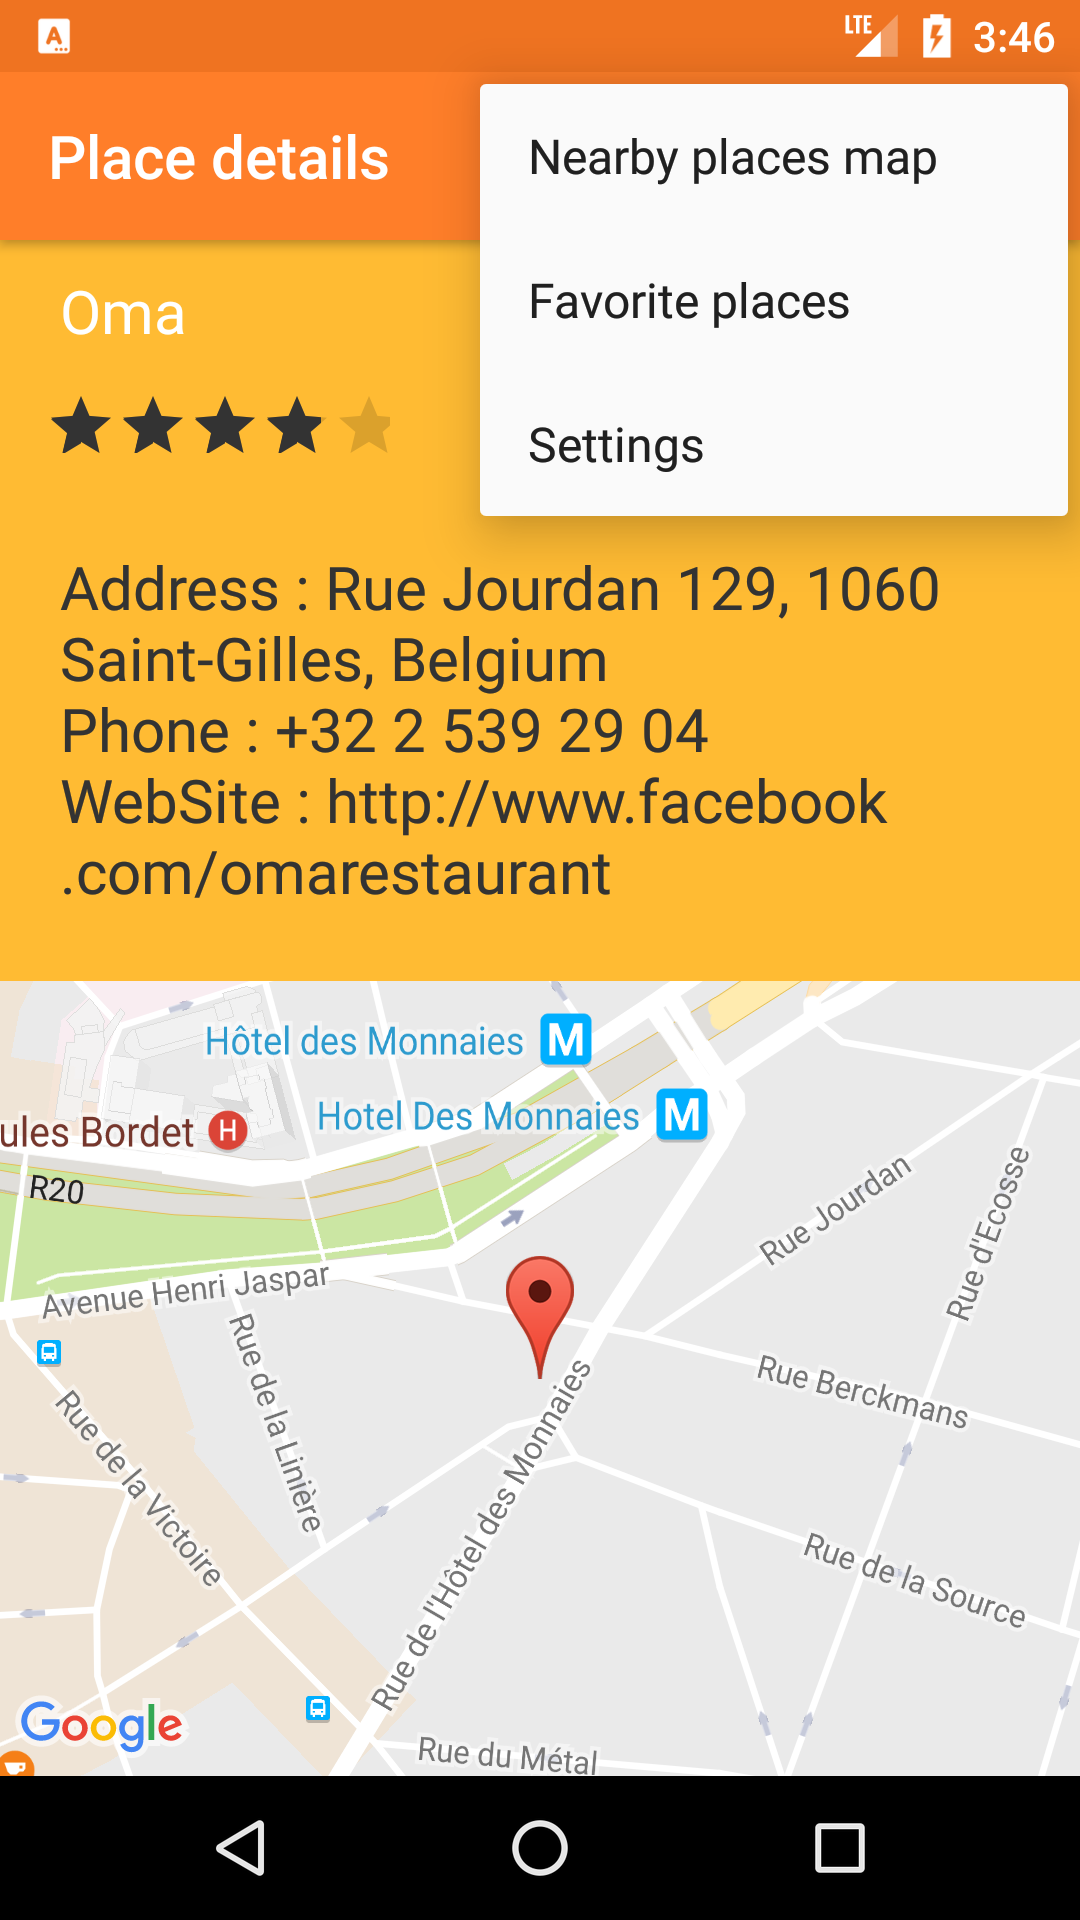 LTE 3:46
Place details
Nearby places map
Favorite places
Settings
Oma
Address : Rue Jourdan 129, 1060
Saint-Gilles, Belgium
Phone : +32 2 539 29 04
WebSite : http://www.facebook
.com/omarestaurant
Hôtel des Monnaies M
Hotel Des Monnaies M
ules Bordet H
R20
Rue Jourdan
Rue d'Ecosse
Avenue Henri Jaspar
Rue de la Linière
Rue Berckmans
Rue de la Victoire
Rue de l'Hôtel des Monnaies
Rue de la Source
Google
Rue du Métal